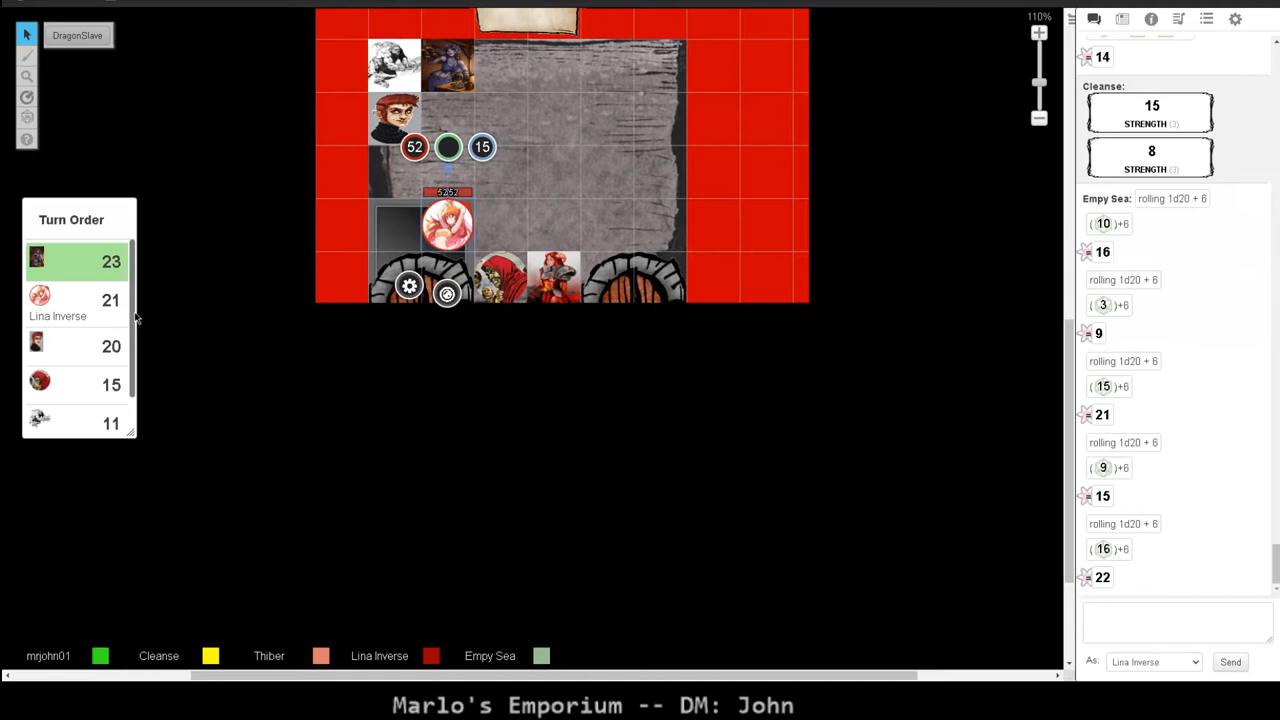 DragonSlave
110%
14
Cleanse:
15
STRENGTH (3)
8
STRENGTH (3)
Empy Sea: rolling 1d20 + 6
(10)+6
= 16
rolling 1d20 + 6
(3)+6
= 9
rolling 1d20 + 6
(15)+6
= 21
rolling 1d20 + 6
(9)+6
= 15
rolling 1d20 + 6
(16)+6
= 22
As: Lina Inverse Send
52 15
52/52
Turn Order
23
21
Lina Inverse
20
15
11
mrjohn01 Cleanse Thiber Lina Inverse Empy Sea
Marlo's Emporium -- DM: John